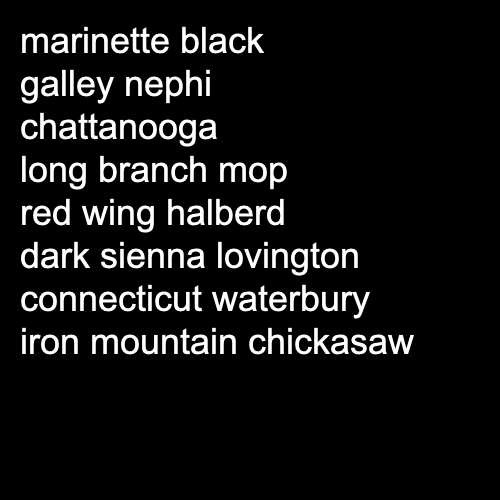 marinette black
galley nephi
chattanooga
long branch mop
red wing halberd
dark sienna lovington
connecticut waterbury
iron mountain chickasaw